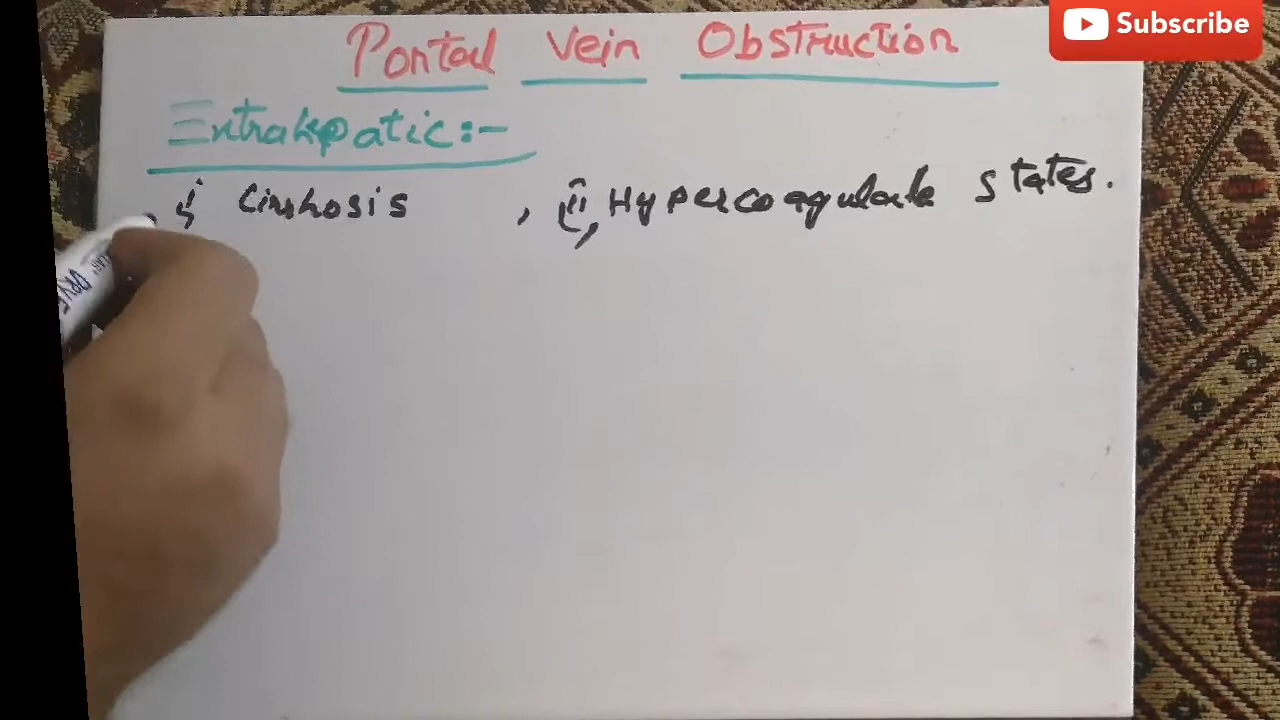 Subscribe
Portal Vein Obstruction
Extrahepatic:-
i, Cirrhosis , ii, Hypercoagulable States.